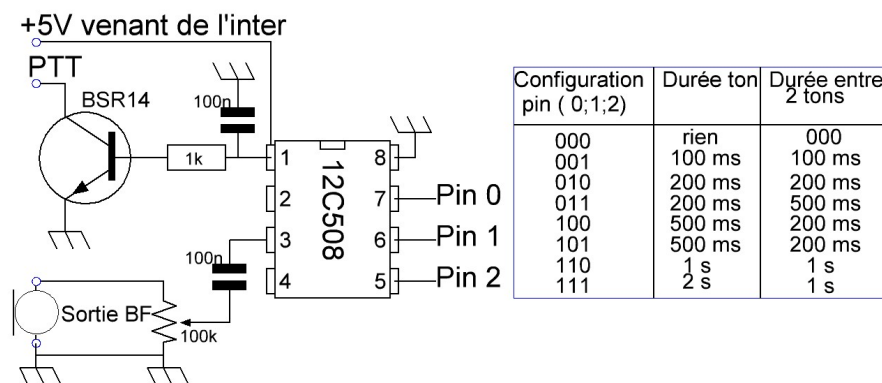 +5V venant de l'inter
PTT
BSR14
100n
1k
1
2
3
4
12C508
8
7
6
5
Pin 0
Pin 1
Pin 2
100n
Sortie BF
100k
Configuration pin ( 0;1;2) Durée ton Durée entre 2 tons
000 rien 000
001 100 ms 100 ms
010 200 ms 200 ms
011 200 ms 500 ms
100 500 ms 500 ms
101 500 ms 200 ms
110 1 s 1 s
111 2 s 1 s